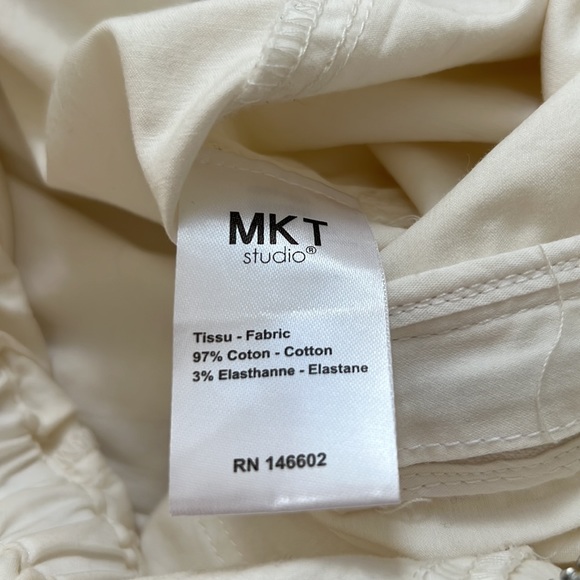 MKT
studio®
Tissu - Fabric
97% Coton - Cotton
3% Elasthanne - Elastane
RN 146602